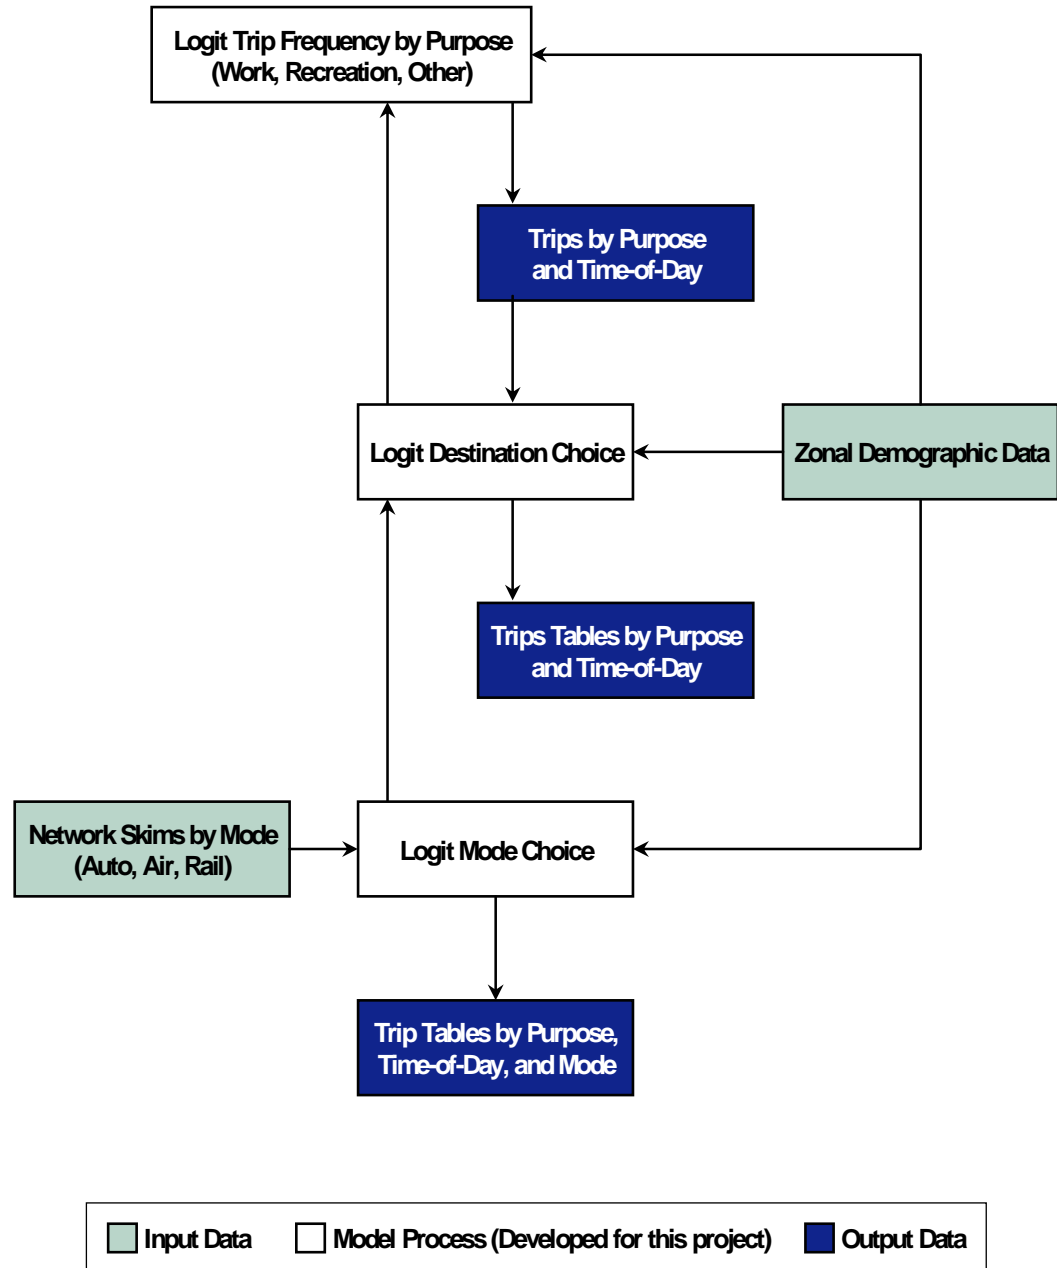 Logit Trip Frequency by Purpose
(Work, Recreation, Other)
Trips by Purpose
and Time-of-Day
Logit Destination Choice
Zonal Demographic Data
Trips Tables by Purpose
and Time-of-Day
Network Skims by Mode
(Auto, Air, Rail)
Logit Mode Choice
Trip Tables by Purpose,
Time-of-Day, and Mode
Input Data
Model Process (Developed for this project)
Output Data